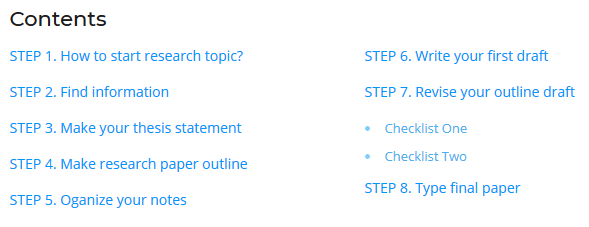 Contents
STEP 1. How to start research topic?
STEP 2. Find information
STEP 3. Make your thesis statement
STEP 4. Make research paper outline
STEP 5. Oganize your notes
STEP 6. Write your first draft
STEP 7. Revise your outline draft
Checklist One
Checklist Two
STEP 8. Type final paper